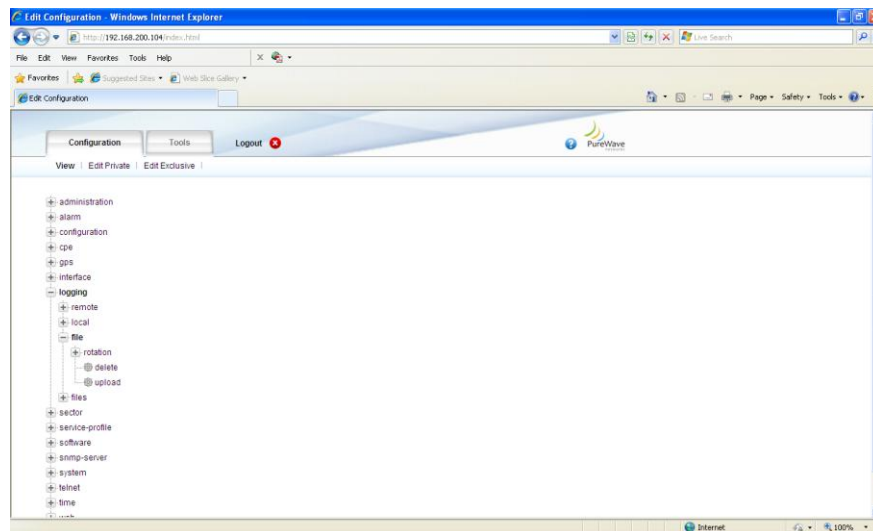 Edit Configuration - Windows Internet Explorer
http://192.168.200.104/index.html
Live Search
File Edit View Favorites Tools Help
Favorites Suggested Sites Web Slice Gallery
Edit Configuration
Page Safety Tools
Configuration Tools Logout
PureWave
View Edit Private Edit Exclusive
administration
alarm
configuration
cpe
gps
interface
logging
remote
local
file
rotation
delete
upload
files
sector
service-profile
software
snmp-server
system
telnet
time
Internet 100%